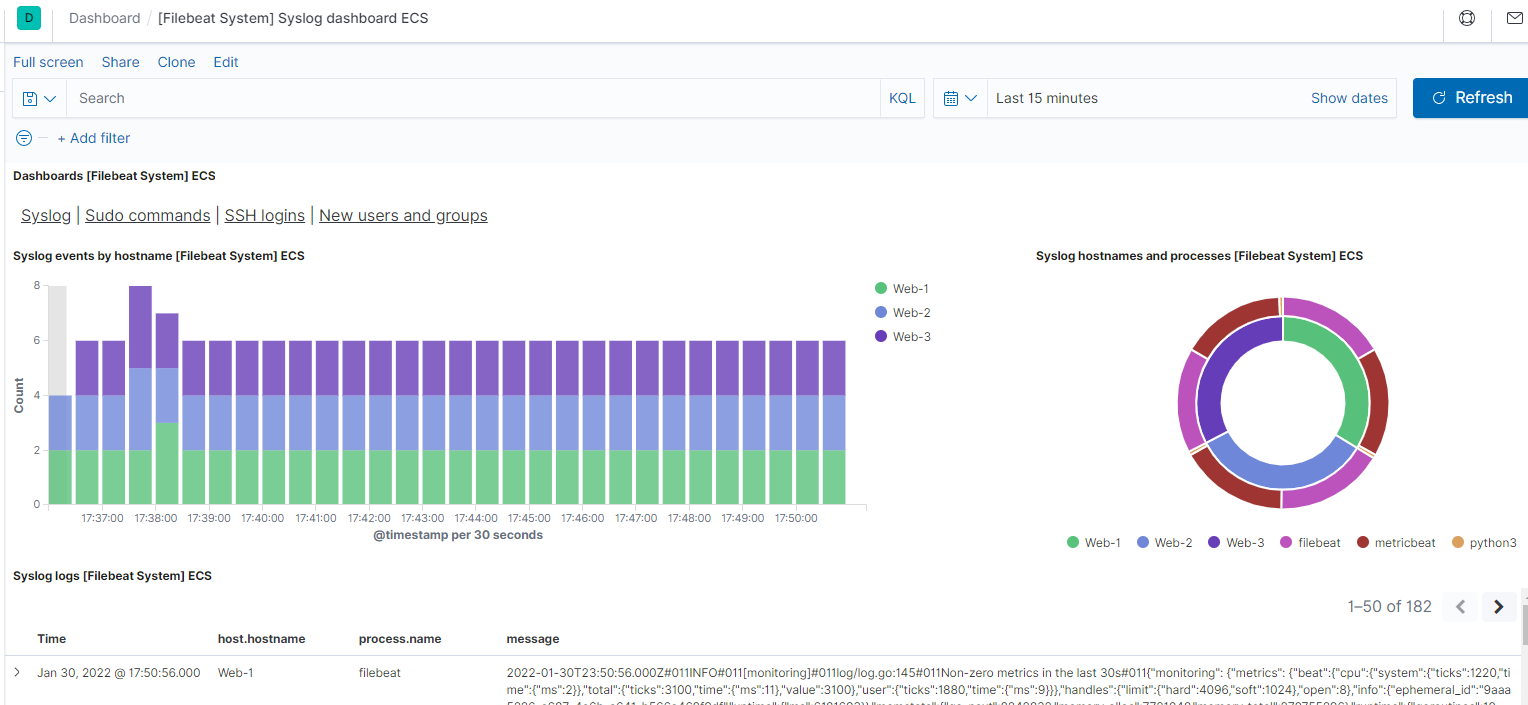 D Dashboard / [Filebeat System] Syslog dashboard ECS
Full screen Share Clone Edit
Search KQL Last 15 minutes Show dates Refresh
+ Add filter
Dashboards [Filebeat System] ECS
Syslog | Sudo commands | SSH logins | New users and groups
Syslog events by hostname [Filebeat System] ECS
8
6
4
2
0
Count
17:37:00 17:38:00 17:39:00 17:40:00 17:41:00 17:42:00 17:43:00 17:44:00 17:45:00 17:46:00 17:47:00 17:48:00 17:49:00 17:50:00
@timestamp per 30 seconds
Web-1
Web-2
Web-3
Syslog hostnames and processes [Filebeat System] ECS
Web-1 Web-2 Web-3 filebeat metricbeat python3
Syslog logs [Filebeat System] ECS
1–50 of 182
Time host.hostname process.name message
Jan 30, 2022 @ 17:50:56.000 Web-1 filebeat 2022-01-30T23:50:56.000Z#011INFO#011[monitoring]#011log/log.go:145#011Non-zero metrics in the last 30s#011{"monitoring": {"metrics": {"beat":{"cpu":{"system":{"ticks":1220,"ti
me":{"ms":2}},"total":{"ticks":3100,"time":{"ms":11},"value":3100},"user":{"ticks":1880,"time":{"ms":9}}},"handles":{"limit":{"hard":4096,"soft":1024},"open":8},"info":{"ephemeral_id":"9aaa